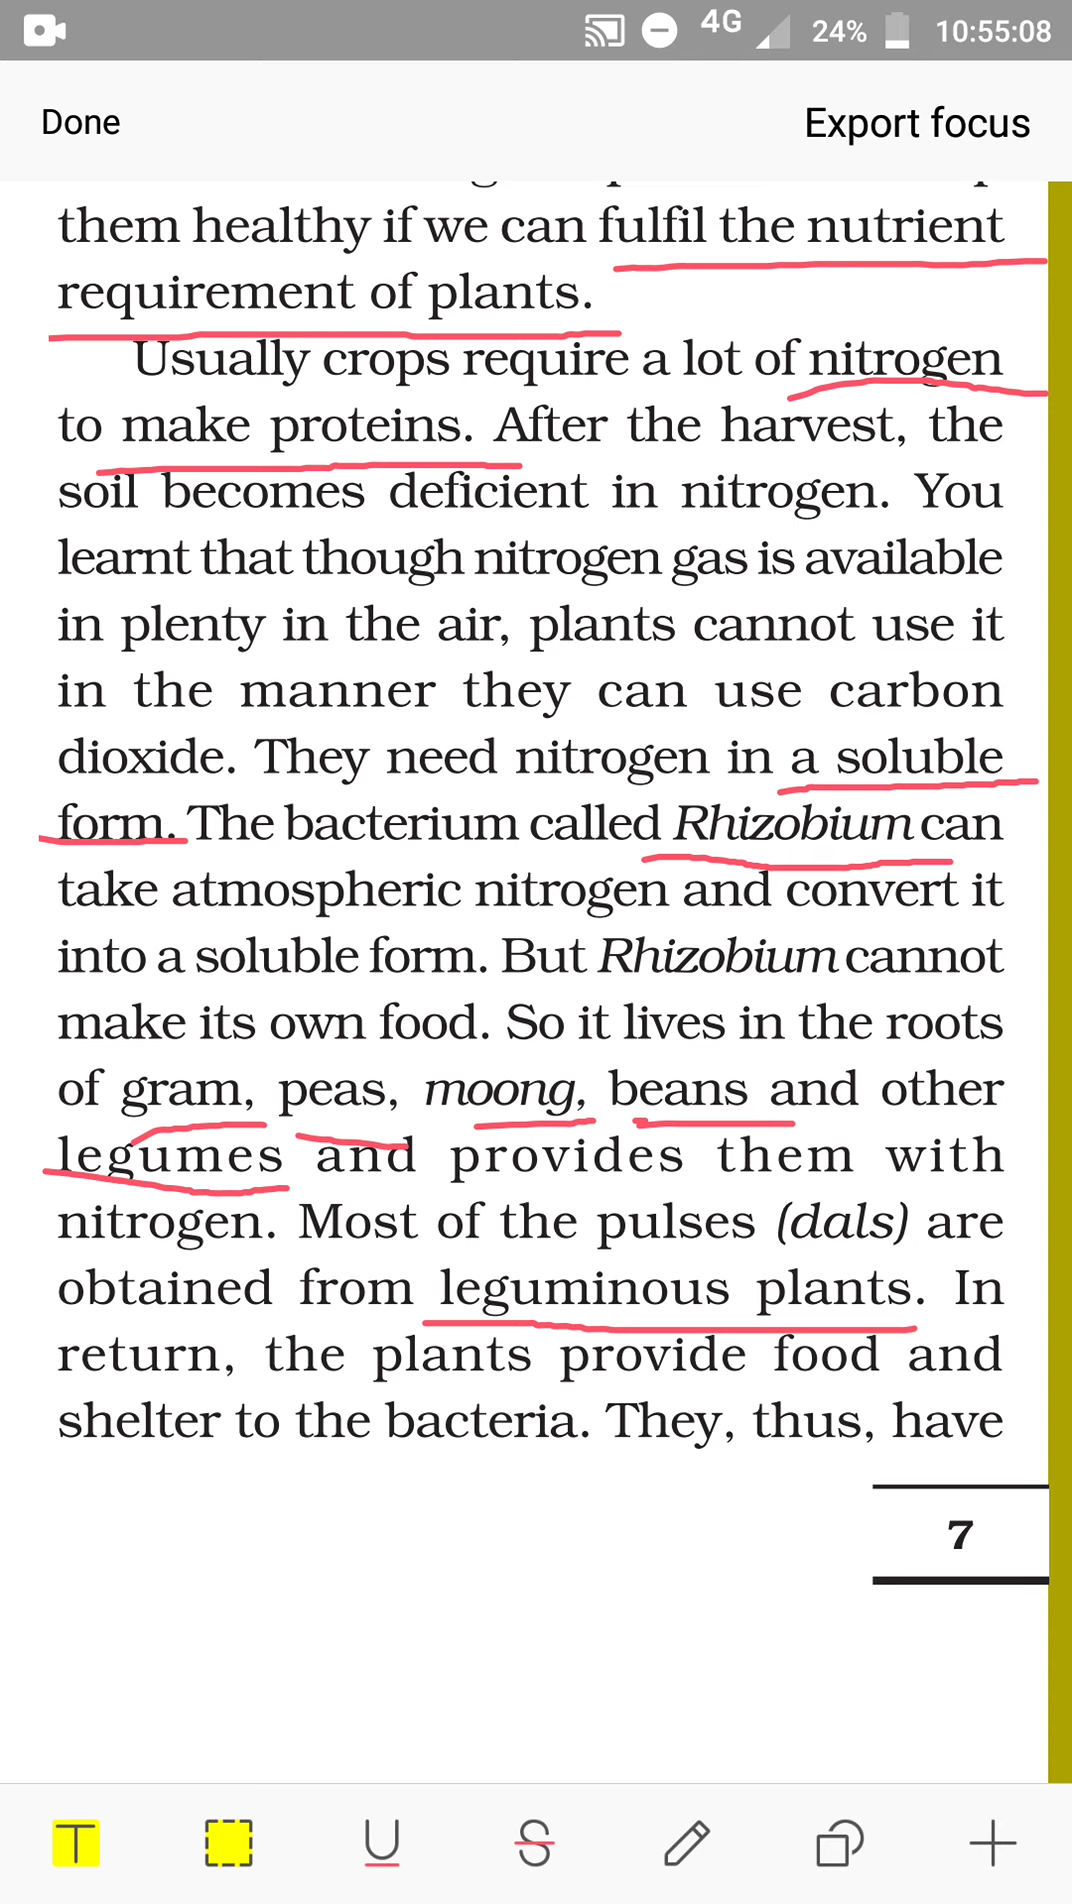 4G 24% 10:55:08
Done Export focus
them healthy if we can fulfil the nutrient
requirement of plants.
Usually crops require a lot of nitrogen
to make proteins. After the harvest, the
soil becomes deficient in nitrogen. You
learnt that though nitrogen gas is available
in plenty in the air, plants cannot use it
in the manner they can use carbon
dioxide. They need nitrogen in a soluble
form. The bacterium called Rhizobium can
take atmospheric nitrogen and convert it
into a soluble form. But Rhizobium cannot
make its own food. So it lives in the roots
of gram, peas, moong, beans and other
legumes and provides them with
nitrogen. Most of the pulses (dals) are
obtained from leguminous plants. In
return, the plants provide food and
shelter to the bacteria. They, thus, have
7
T U S